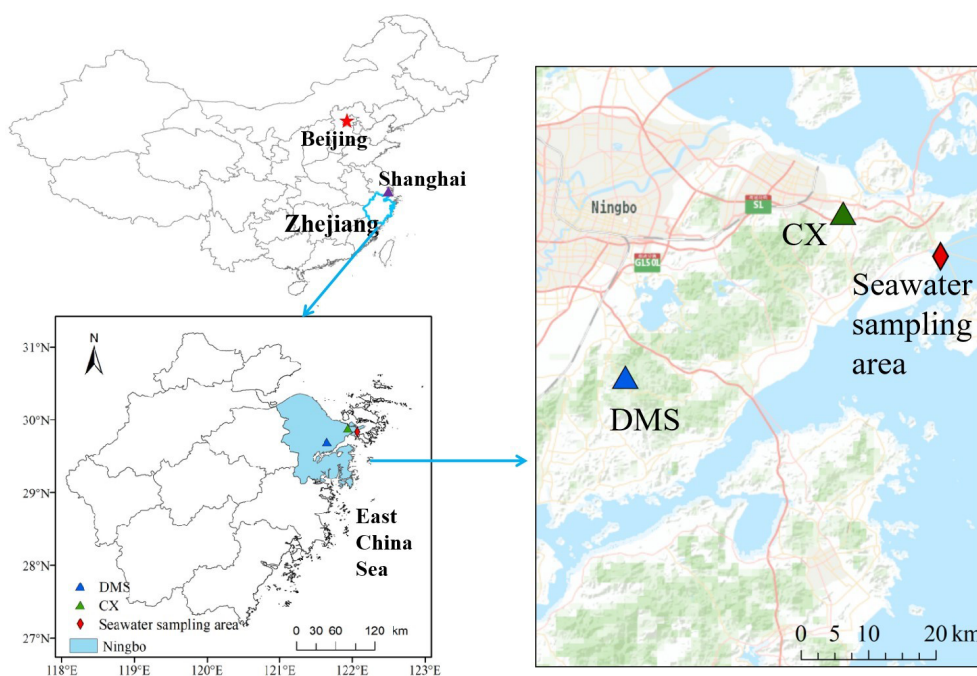 Beijing
Shanghai
Zhejiang
N
31°N
30°N
29°N
28°N
27°N
118°E
119°E
120°E
121°E
122°E
123°E
East
China
Sea
DMS
CX
Seawater sampling area
Ningbo
0 30 60 120 km
Ningbo
S1
G1501
CX
Seawater
sampling
area
DMS
0 5 10 20 km